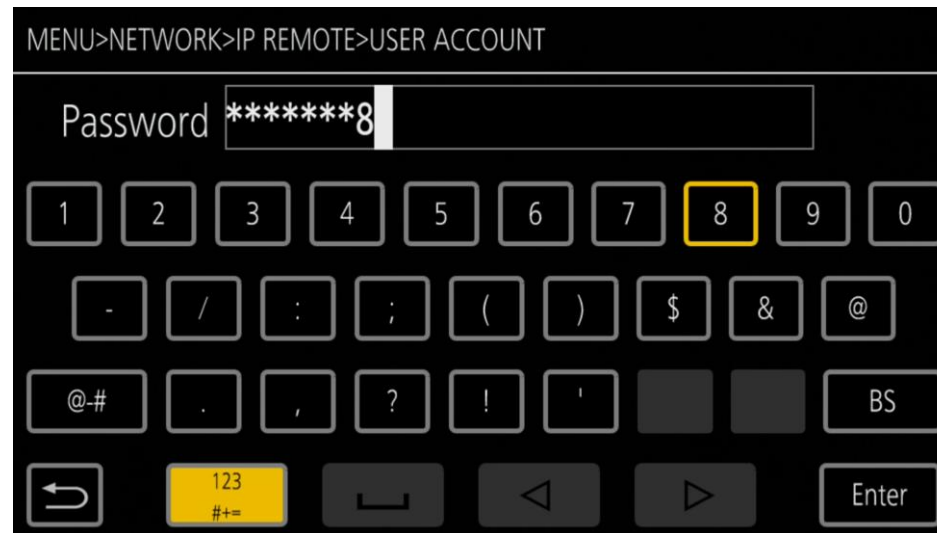 MENU>NETWORK>IP REMOTE>USER ACCOUNT
Password *******8
1 2 3 4 5 6 7 8 9 0
- / : ; ( ) $ & @
@-# . , ? ! ' BS
123
#+=
Enter